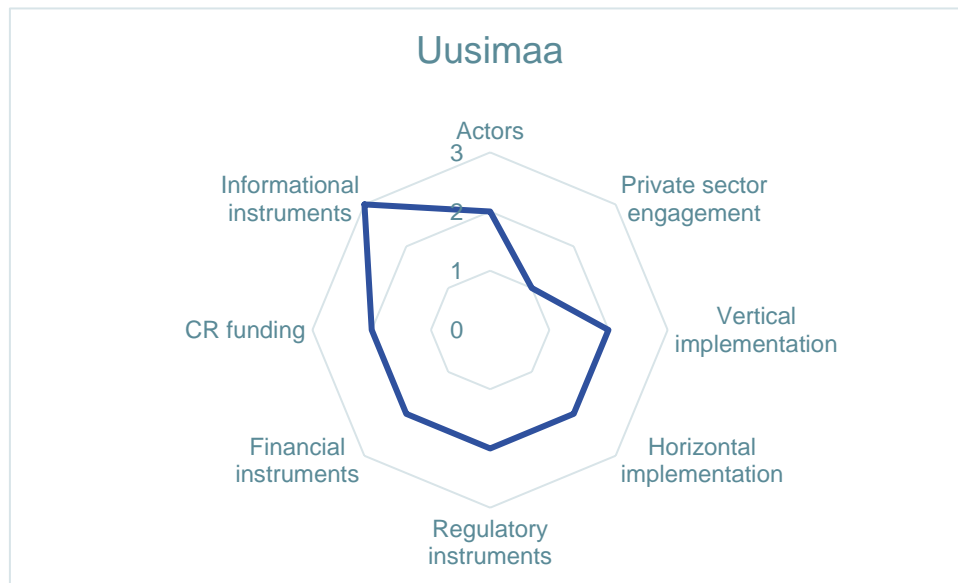 Uusimaa
Actors
3
Informational
instruments
Private sector
engagement
2
1
CR funding
0
Vertical
implementation
Financial
instruments
Horizontal
implementation
Regulatory
instruments